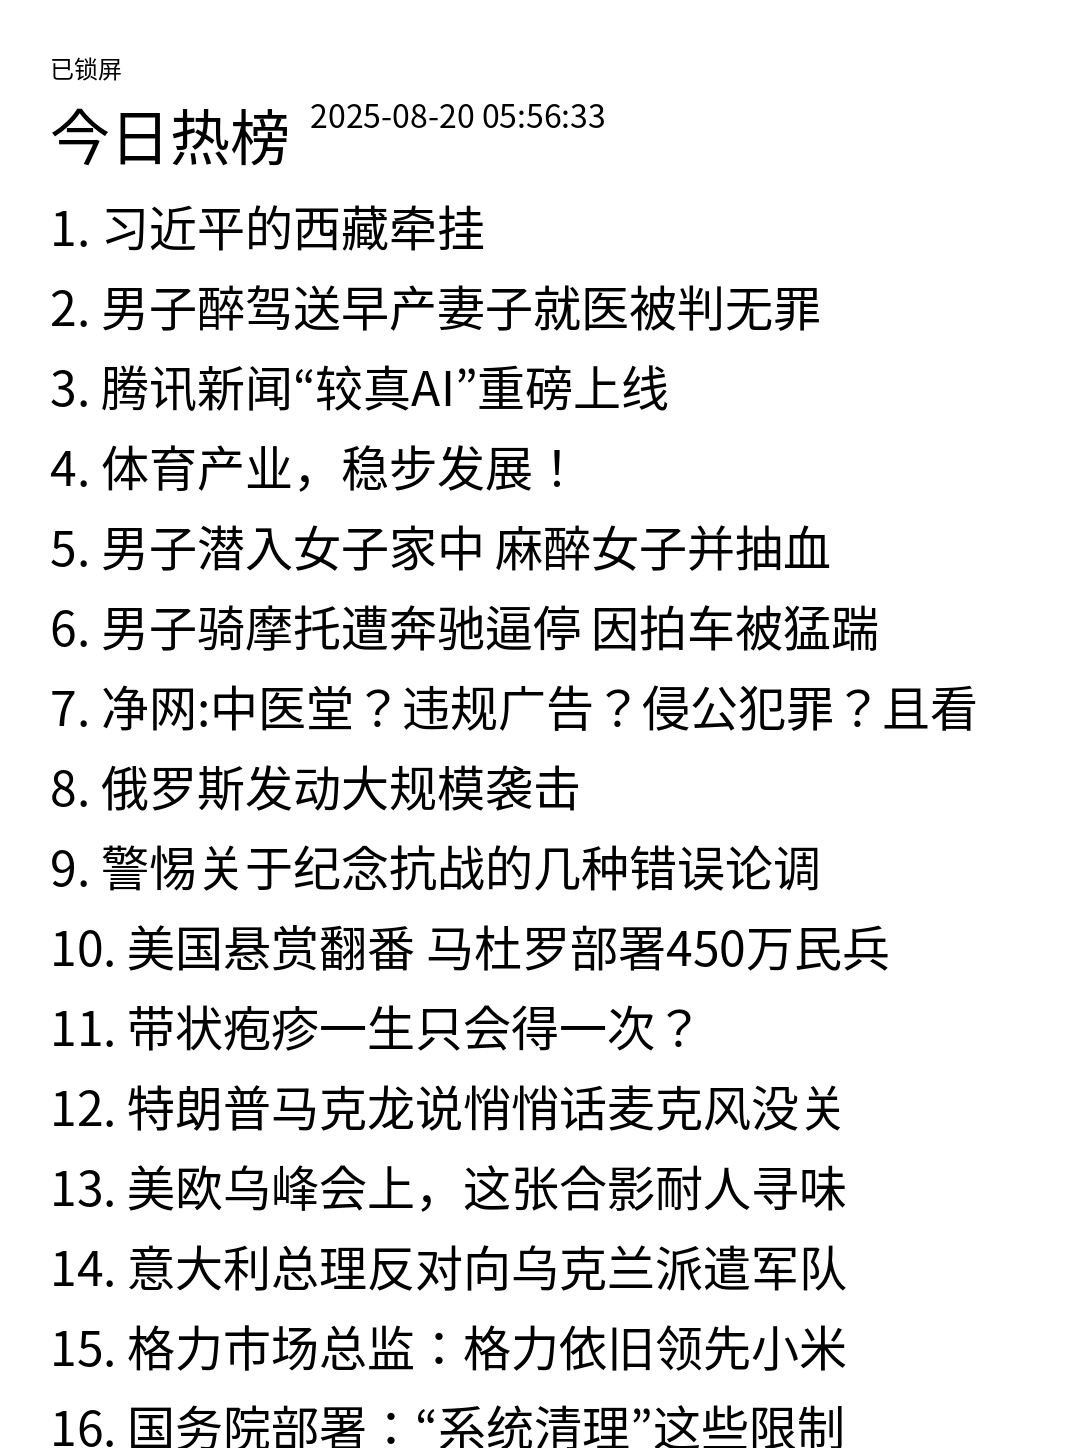 已锁屏
今日热榜 2025-08-20 05:56:33
1. 习近平的西藏牵挂
2. 男子醉驾送早产妻子就医被判无罪
3. 腾讯新闻“较真AI”重磅上线
4. 体育产业，稳步发展！
5. 男子潜入女子家中 麻醉女子并抽血
6. 男子骑摩托遭奔驰逼停 因拍车被猛踹
7. 净网:中医堂？违规广告？侵公犯罪？且看
8. 俄罗斯发动大规模袭击
9. 警惕关于纪念抗战的几种错误论调
10. 美国悬赏翻番 马杜罗部署450万民兵
11. 带状疱疹一生只会得一次？
12. 特朗普马克龙说悄悄话麦克风没关
13. 美欧乌峰会上，这张合影耐人寻味
14. 意大利总理反对向乌克兰派遣军队
15. 格力市场总监：格力依旧领先小米
16. 国务院部署：“系统清理”这些限制